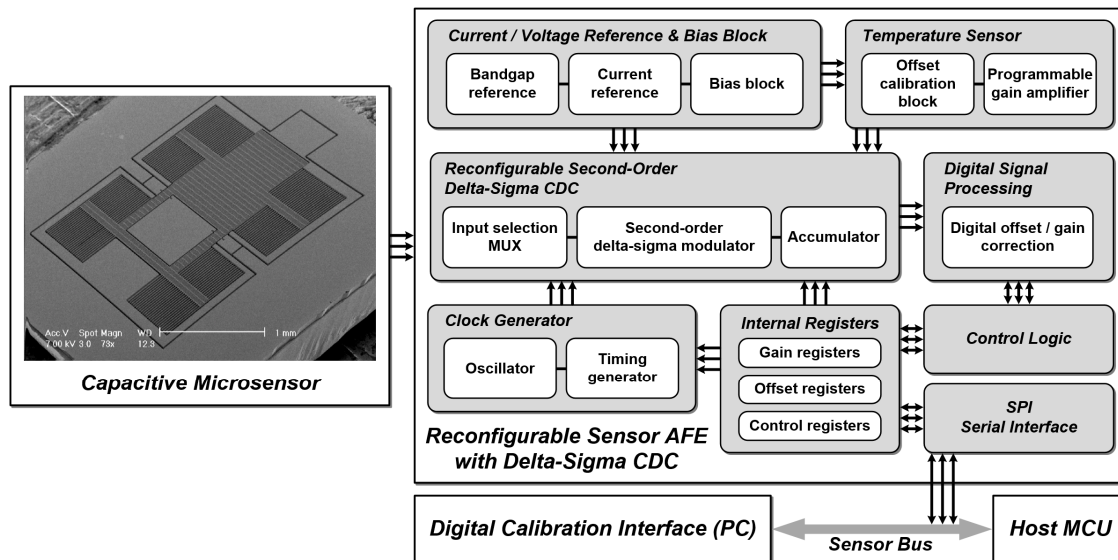 Current / Voltage Reference & Bias Block
Bandgap
reference
Current
reference
Bias block
Temperature Sensor
Offset
calibration
block
Programmable
gain amplifier
Reconfigurable Second-Order
Delta-Sigma CDC
Input selection
MUX
Second-order
delta-sigma modulator
Accumulator
Digital Signal
Processing
Digital offset / gain
correction
Acc V Spot Magn WD 1 mm
7.00 kV 3.0 73x 12.3
Capacitive Microsensor
Clock Generator
Oscillator
Timing
generator
Internal Registers
Gain registers
Offset registers
Control registers
Control Logic
SPI
Serial Interface
Reconfigurable Sensor AFE
with Delta-Sigma CDC
Digital Calibration Interface (PC)
Sensor Bus
Host MCU